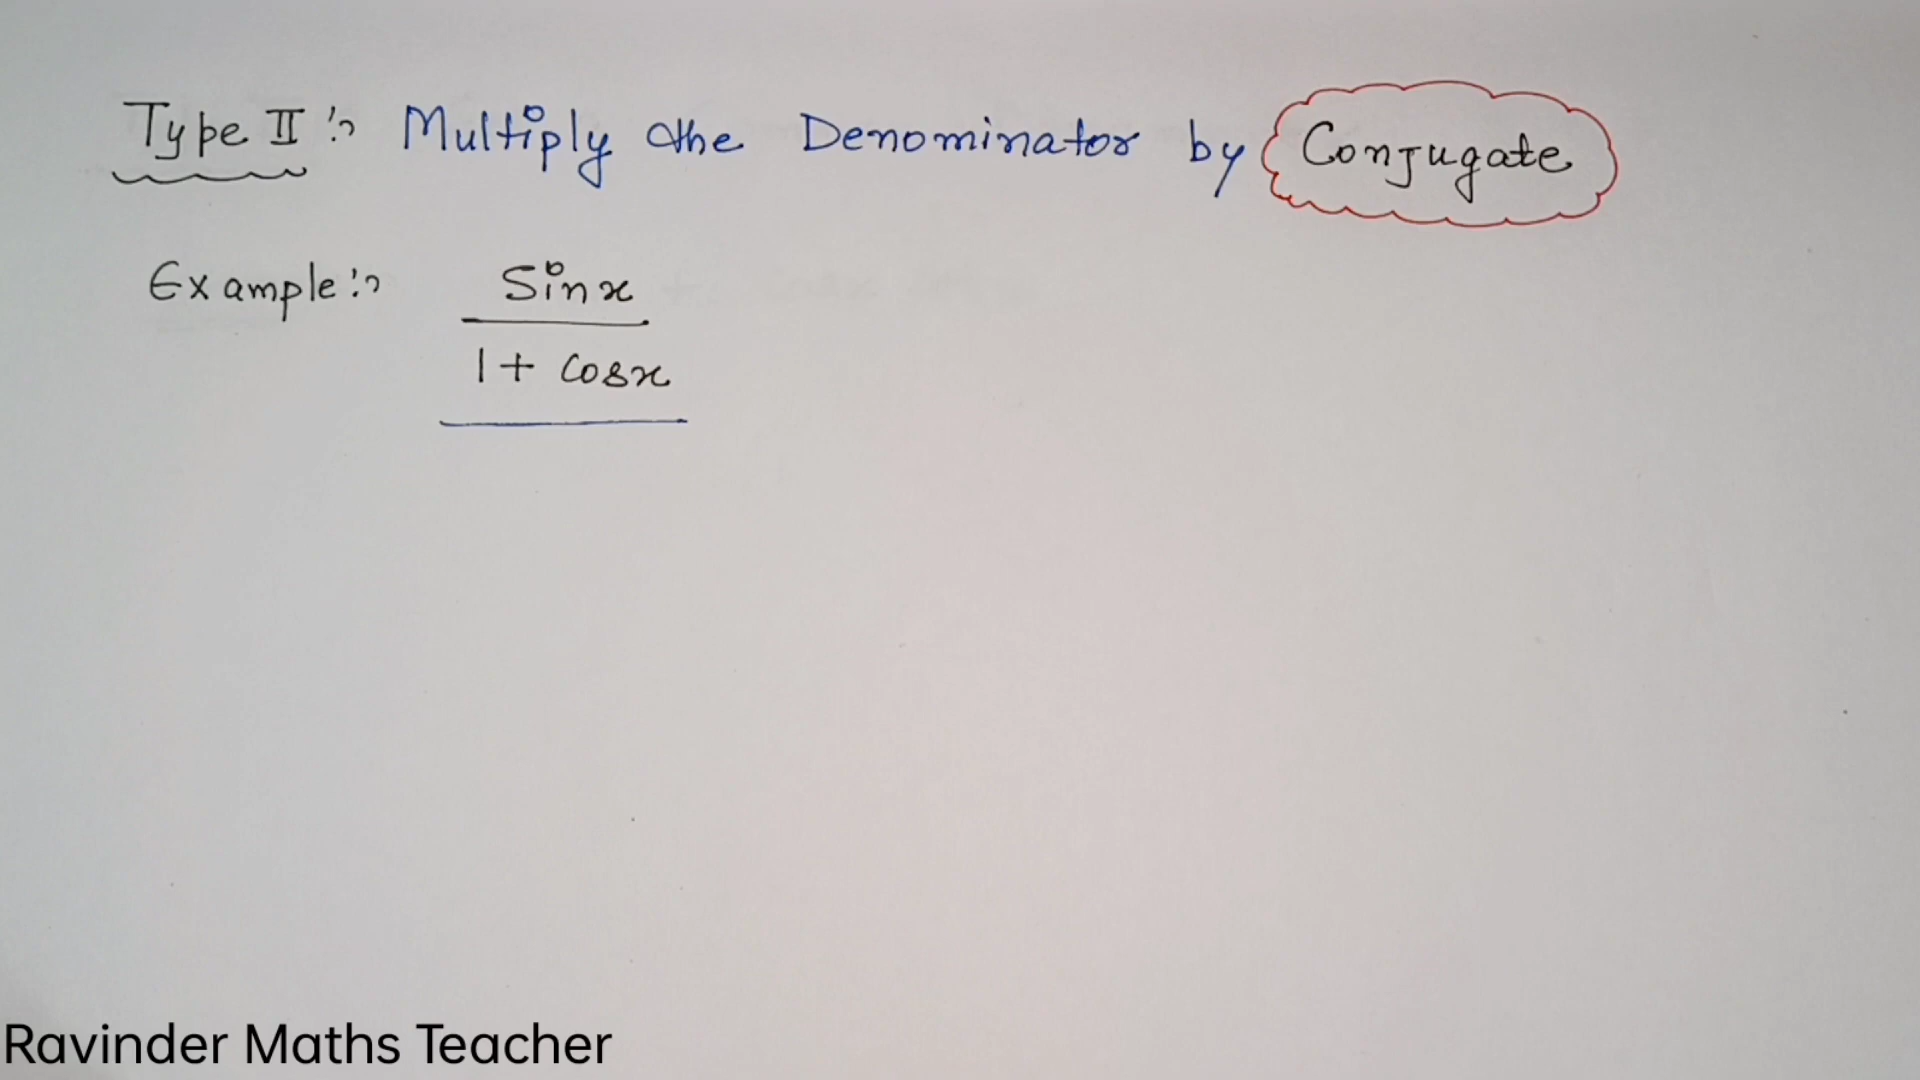 Type II :- Multiply the Denominator by Conjugate
Example :- Sinx
1 + Cosx
Ravinder Maths Teacher